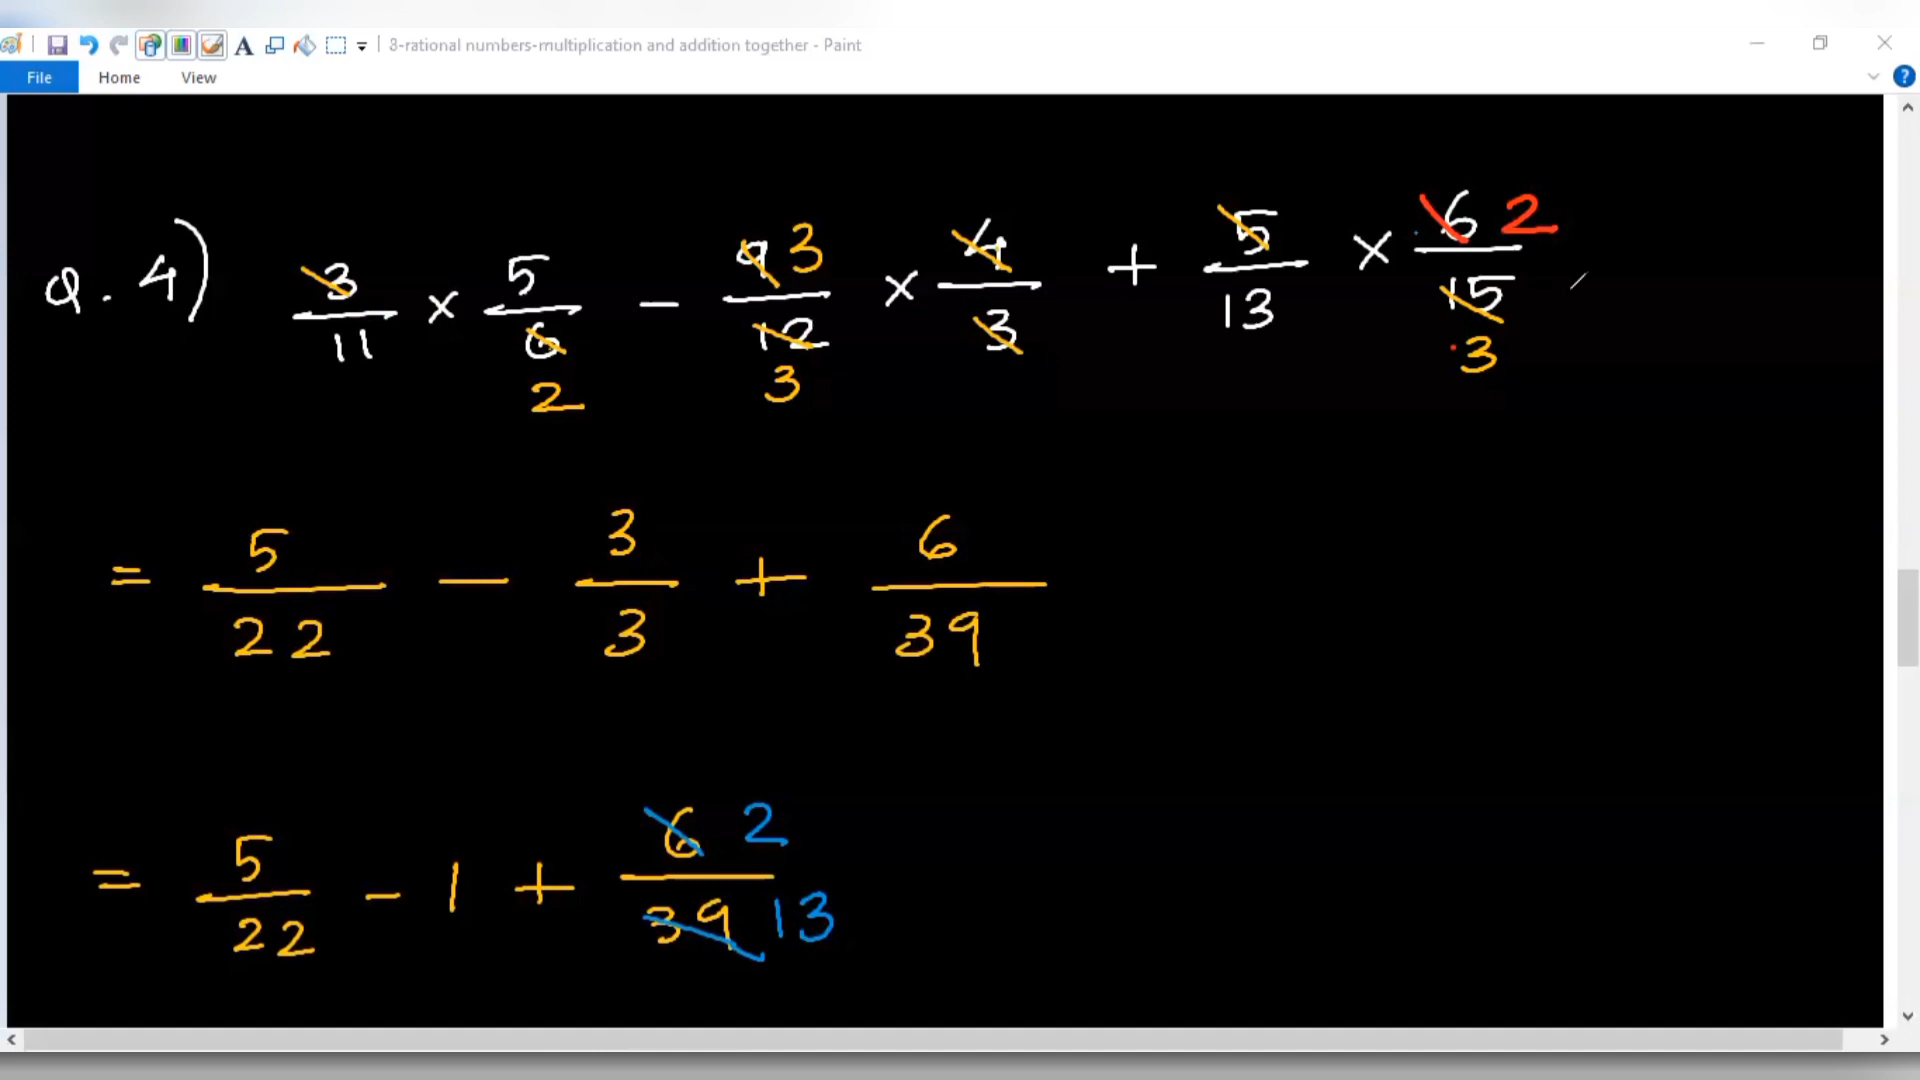 3-rational numbers-multiplication and addition together - Paint
File Home View
Q. 4) 3/11 × 5/6 2 − 9 3/12 3 × 4/3 + 5/13 × 6 2/15 3
= 5/22 − 3/3 + 6/39
= 5/22 − 1 + 6 2/39 13